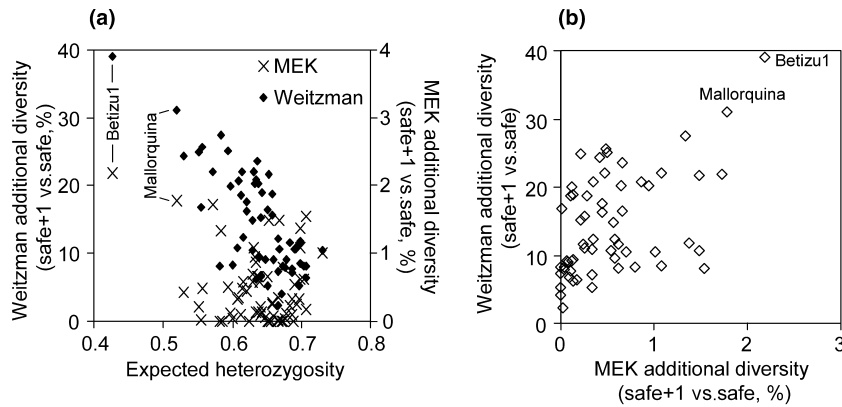 (a)
40
30
20
10
0
Weitzman additional diversity
(safe+1 vs.safe,%)
Betizu1
Mallorquina
MEK
Weitzman
4
3
2
1
0
MEK additional diversity
(safe+1 vs.safe, %)
0.4 0.5 0.6 0.7 0.8
Expected heterozygosity
(b)
40
30
20
10
0
Weitzman additional diversity
(safe+1 vs.safe)
Betizu1
Mallorquina
0 1 2 3
MEK additional diversity
(safe+1 vs.safe, %)